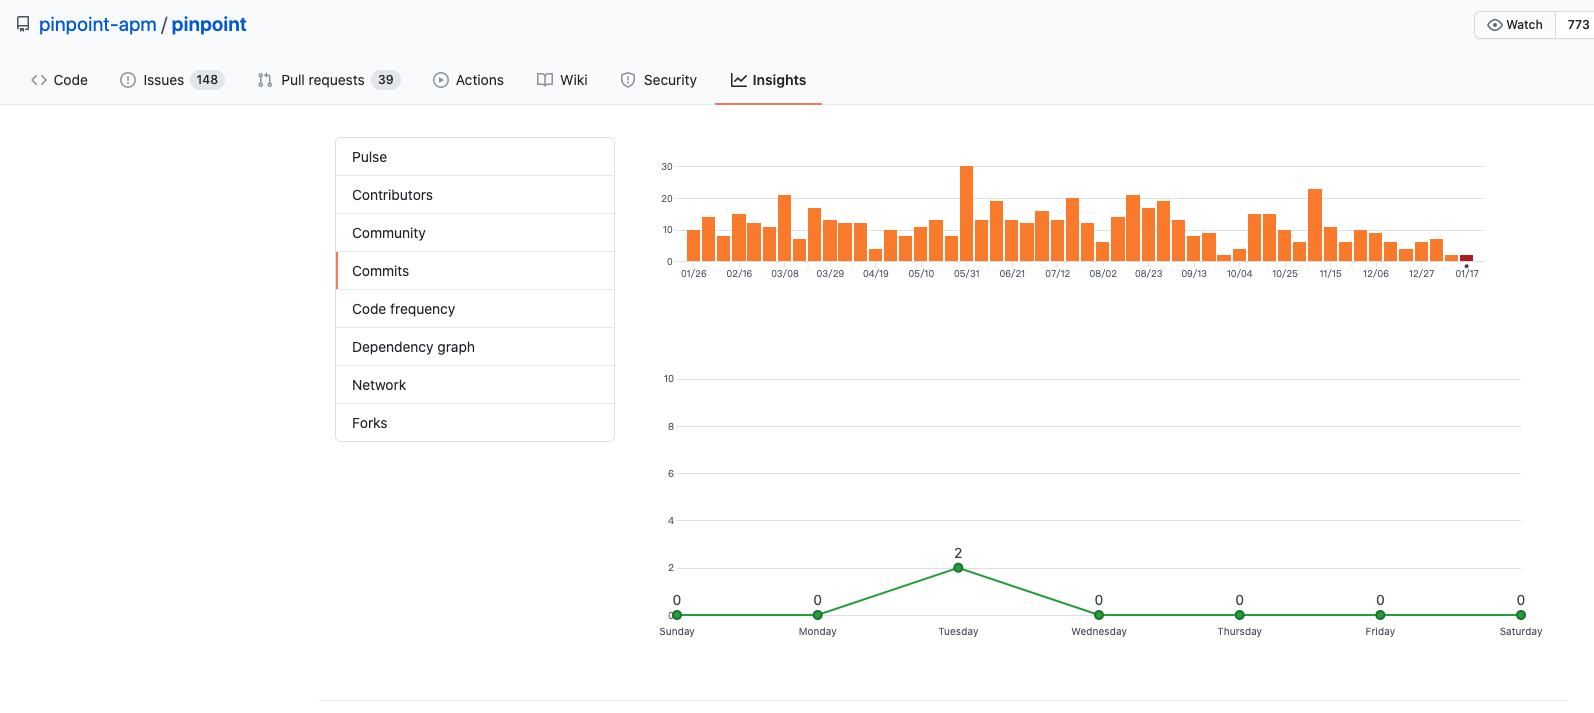 pinpoint-apm / pinpoint
Watch 773
Code Issues 148 Pull requests 39 Actions Wiki Security Insights
Pulse
Contributors
Community
Commits
Code frequency
Dependency graph
Network
Forks
30
20
10
0
01/26 02/16 03/08 03/29 04/19 05/10 05/31 06/21 07/12 08/02 08/23 09/13 10/04 10/25 11/15 12/06 12/27 01/17
10
8
6
4
2
0
0 0 2 0 0 0 0
Sunday Monday Tuesday Wednesday Thursday Friday Saturday